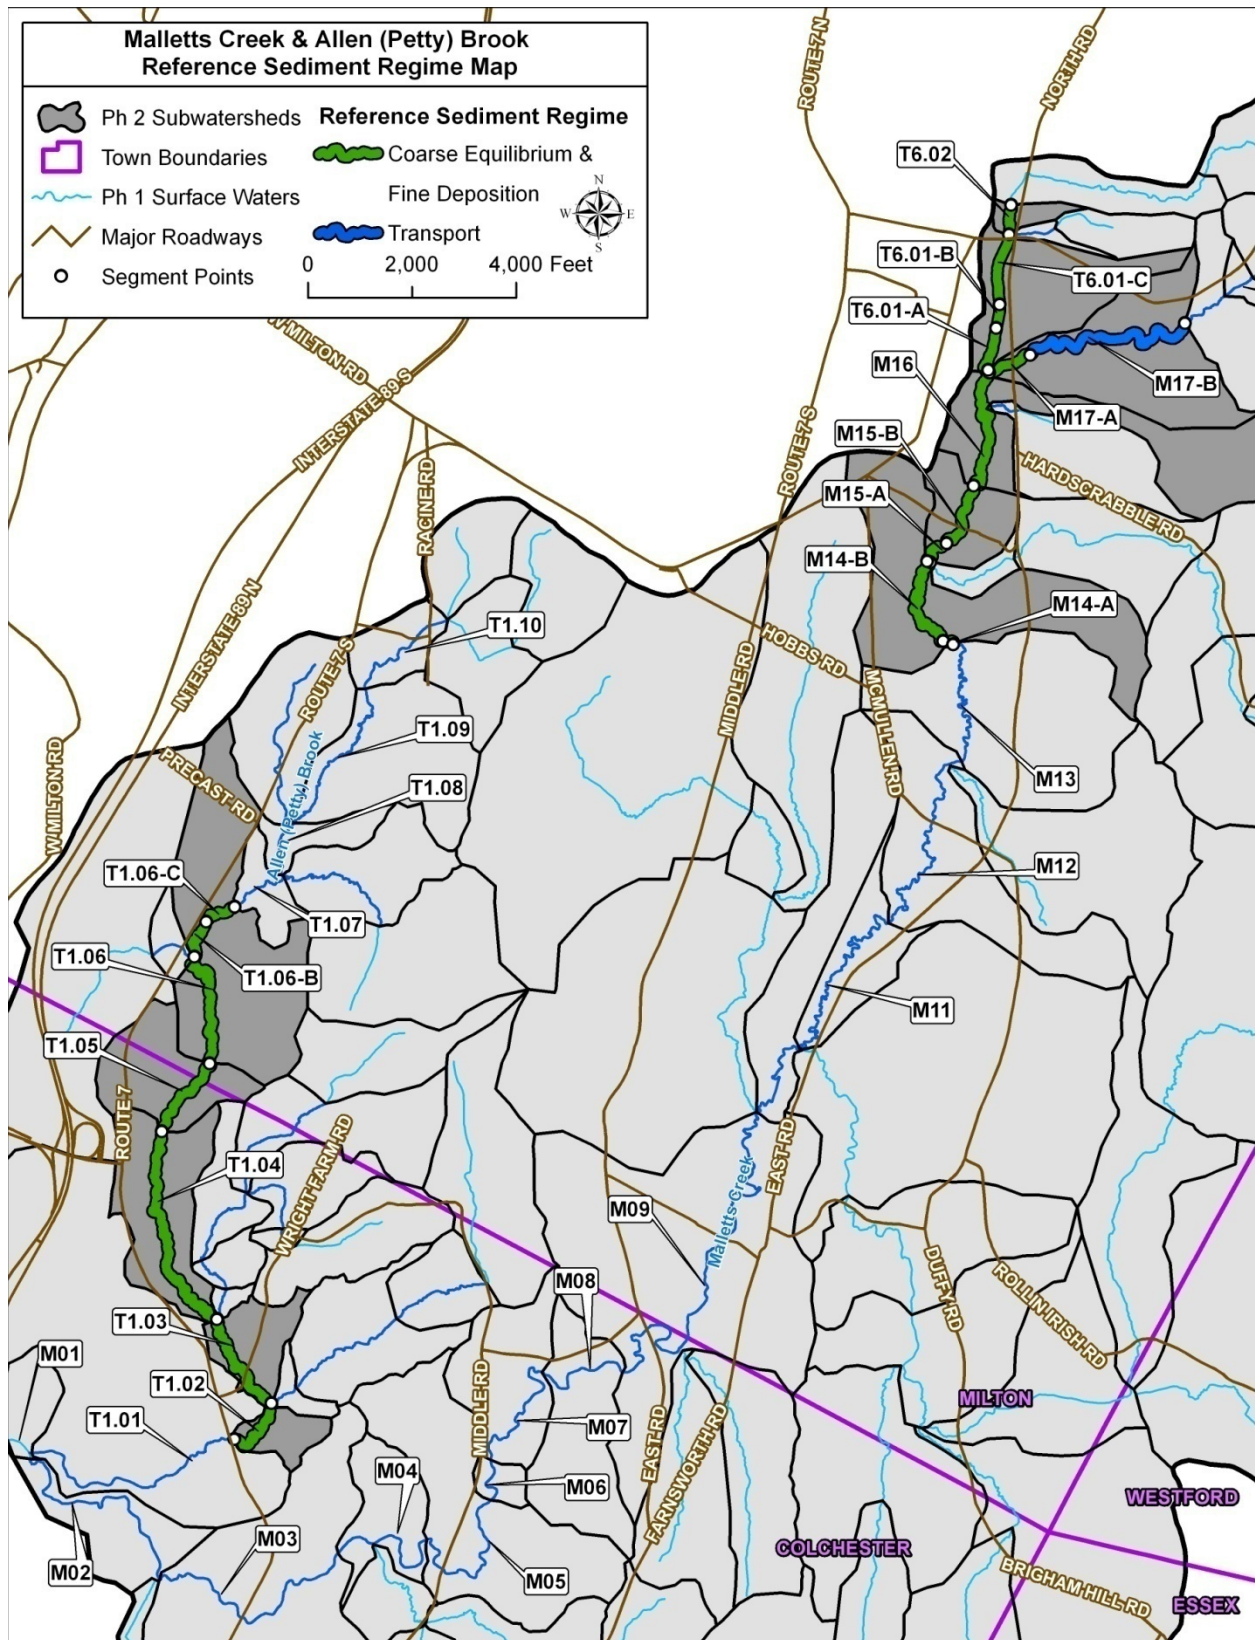 Malletts Creek & Allen (Petty) Brook
Reference Sediment Regime Map
Ph 2 Subwatersheds
Town Boundaries
Ph 1 Surface Waters
Major Roadways
Segment Points
Reference Sediment Regime
Coarse Equilibrium &
Fine Deposition
Transport
N
W
E
S
0
2,000
4,000 Feet
ROUTE-7-N
NORTH-RD
T6.02
T6.01-B
T6.01-C
T6.01-A
M16
M17-B
M17-A
M15-B
HARDSCRABBLE-RD
M15-A
M14-B
M14-A
W-MILTON-RD
INTERSTATE-89-S
ROUTE-7-S
RACINE-RD
INTERSTATE-89-N
T1.10
HOBBS-RD
ROUTE-7-S
MIDDLE-RD
MCMULLEN-RD
T1.09
PRECAST-RD
M13
T1.08
W-MILTON-RD
Allen (Petty) Brook
M12
T1.06-C
T1.07
T1.06
T1.06-B
M11
T1.05
ROUTE-7
WRIGHT-FARM-RD
T1.04
EAST-RD
M09
Malletts Creek
M08
DUFFY-RD
ROLLIN-IRISH-RD
T1.03
M01
T1.02
MILTON
T1.01
MIDDLE-RD
M07
EAST-RD
FARNSWORTH-RD
M04
M06
WESTFORD
M03
COLCHESTER
M02
M05
BRIGHAM-HILL-RD
ESSEX